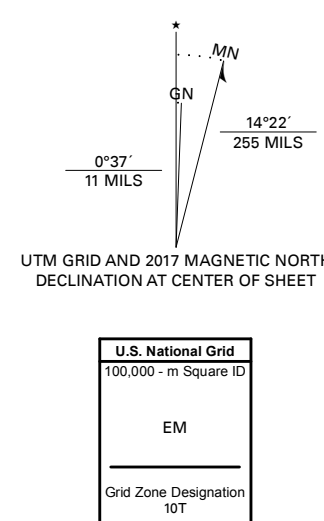 ★
MN
GN
14°22´
255 MILS
0°37´
11 MILS
UTM GRID AND 2017 MAGNETIC NORTH
DECLINATION AT CENTER OF SHEET
U.S. National Grid
100,000 - m Square ID
EM
Grid Zone Designation
10T